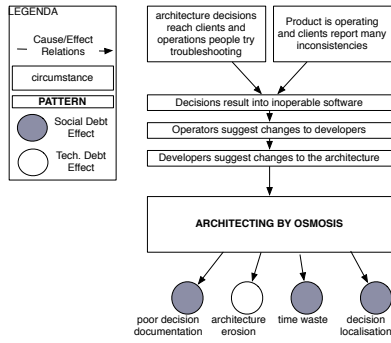 LEGENDA
Cause/Effect
Relations
circumstance
PATTERN
Social Debt
Effect
Tech. Debt
Effect
architecture decisions
reach clients and
operations people try
troubleshooting
Product is operating
and clients report many
inconsistencies
Decisions result into inoperable software
Operators suggest changes to developers
Developers suggest changes to the architecture
ARCHITECTING BY OSMOSIS
poor decision
documentation
architecture
erosion
time waste
decision
localisation